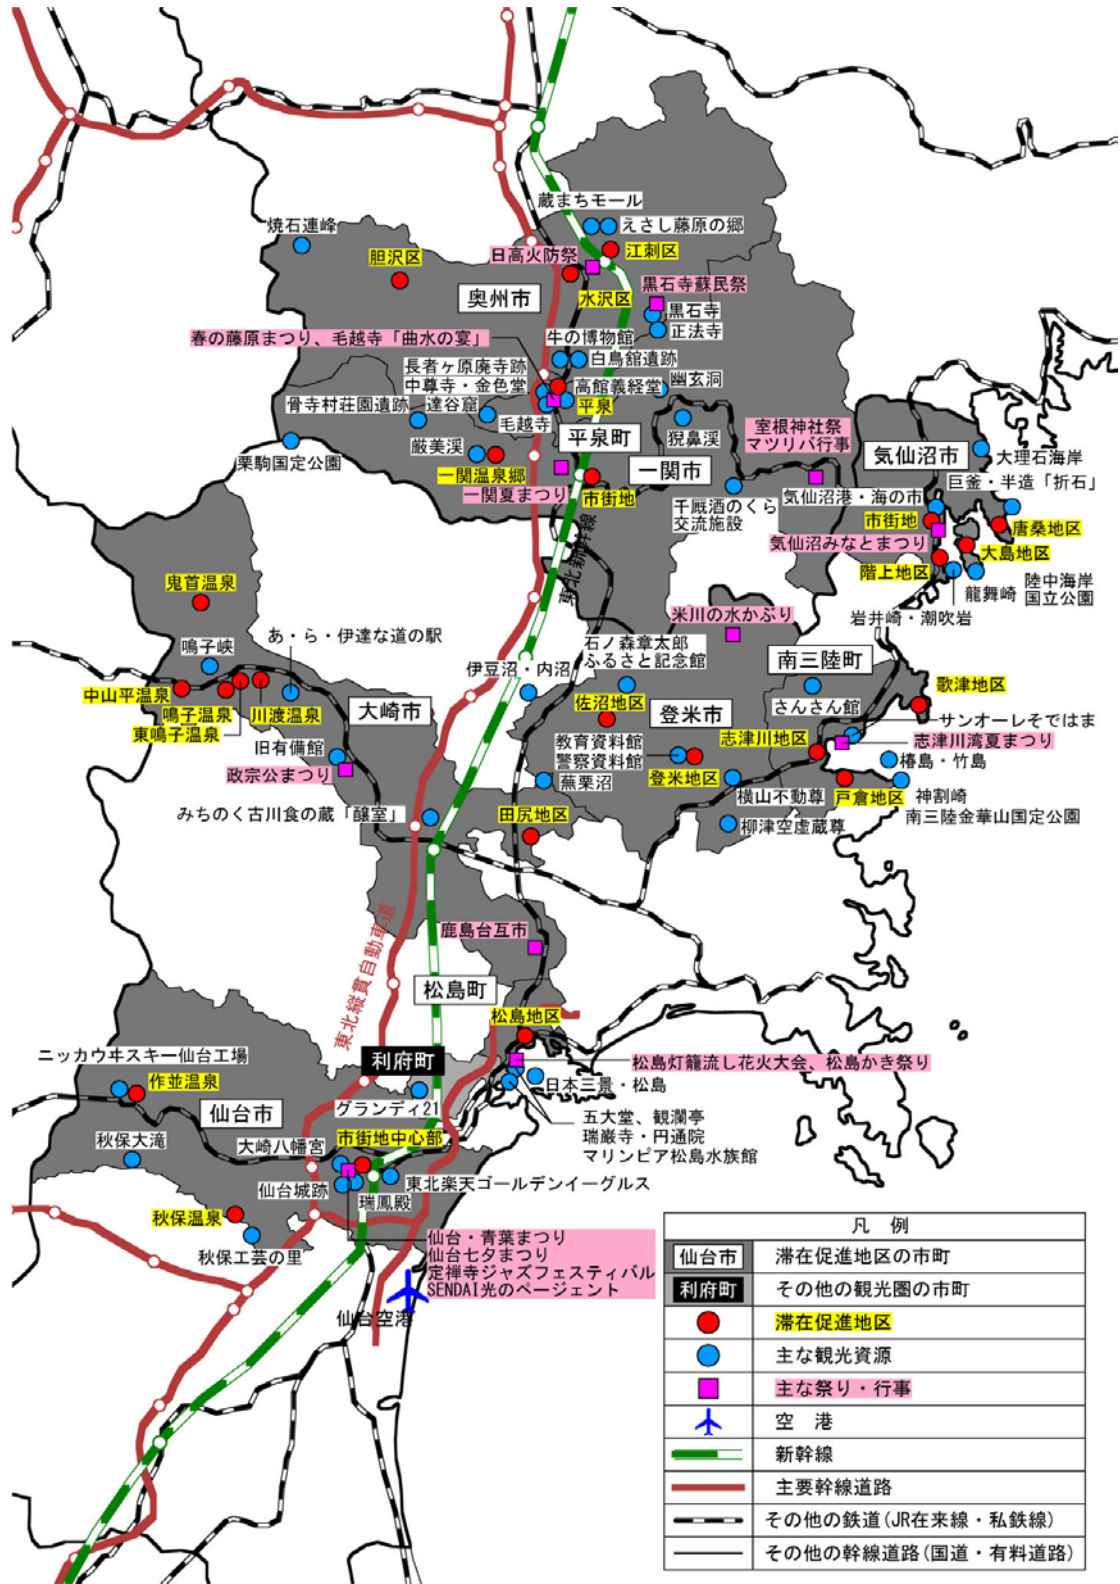 蔵まちモール
えさし藤原の郷
焼石連峰
胆沢区
日高火防祭
江刺区
奥州市
水沢区
黒石寺蘇民祭
黒石寺
正法寺
春の藤原まつり、毛越寺「曲水の宴」
牛の博物館
長者ヶ原廃寺跡
白鳥舘遺跡
中尊寺・金色堂
高館義経堂
幽玄洞
骨寺村荘園遺跡
達谷窟
毛越寺
平泉
平泉町
猊鼻渓
室根神社祭
マツリバ行事
厳美渓
栗駒国定公園
一関温泉郷
一関市
気仙沼市
大理石海岸
一関夏まつり
市街地
千厩酒のくら
交流施設
気仙沼港・海の市
巨釜・半造「折石」
市街地
唐桑地区
気仙沼みなとまつり
大島地区
階上地区
龍舞崎
陸中海岸
国立公園
岩井崎・潮吹岩
東北新幹線
鬼首温泉
米川の水かぶり
鳴子峡
あ・ら・伊達な道の駅
石ノ森章太郎
ふるさと記念館
伊豆沼・内沼
南三陸町
中山平温泉
鳴子温泉
川渡温泉
東鳴子温泉
大崎市
佐沼地区
登米市
さんさん館
歌津地区
サンオーレそではま
志津川地区
志津川湾夏まつり
旧有備館
政宗公まつり
教育資料館
警察資料館
登米地区
椿島・竹島
蕪栗沼
横山不動尊
戸倉地区
神割崎
南三陸金華山国定公園
みちのく古川食の蔵「醸室」
田尻地区
柳津空虚蔵尊
鹿島台互市
東北縦貫自動車道
松島町
松島地区
利府町
ニッカウヰスキー仙台工場
作並温泉
松島灯籠流し花火大会、松島かき祭り
日本三景・松島
グランディ21
仙台市
五大堂、観瀾亭
瑞巌寺・円通院
マリンピア松島水族館
秋保大滝
大崎八幡宮
市街地中心部
仙台城跡
瑞鳳殿
東北楽天ゴールデンイーグルス
秋保温泉
秋保工芸の里
仙台・青葉まつり
仙台七夕まつり
定禅寺ジャズフェスティバル
SENDAI光のページェント
仙台空港
凡 例
仙台市 滞在促進地区の市町
利府町 その他の観光圏の市町
滞在促進地区
主な観光資源
主な祭り・行事
空 港
新幹線
主要幹線道路
その他の鉄道(JR在来線・私鉄線)
その他の幹線道路(国道・有料道路)